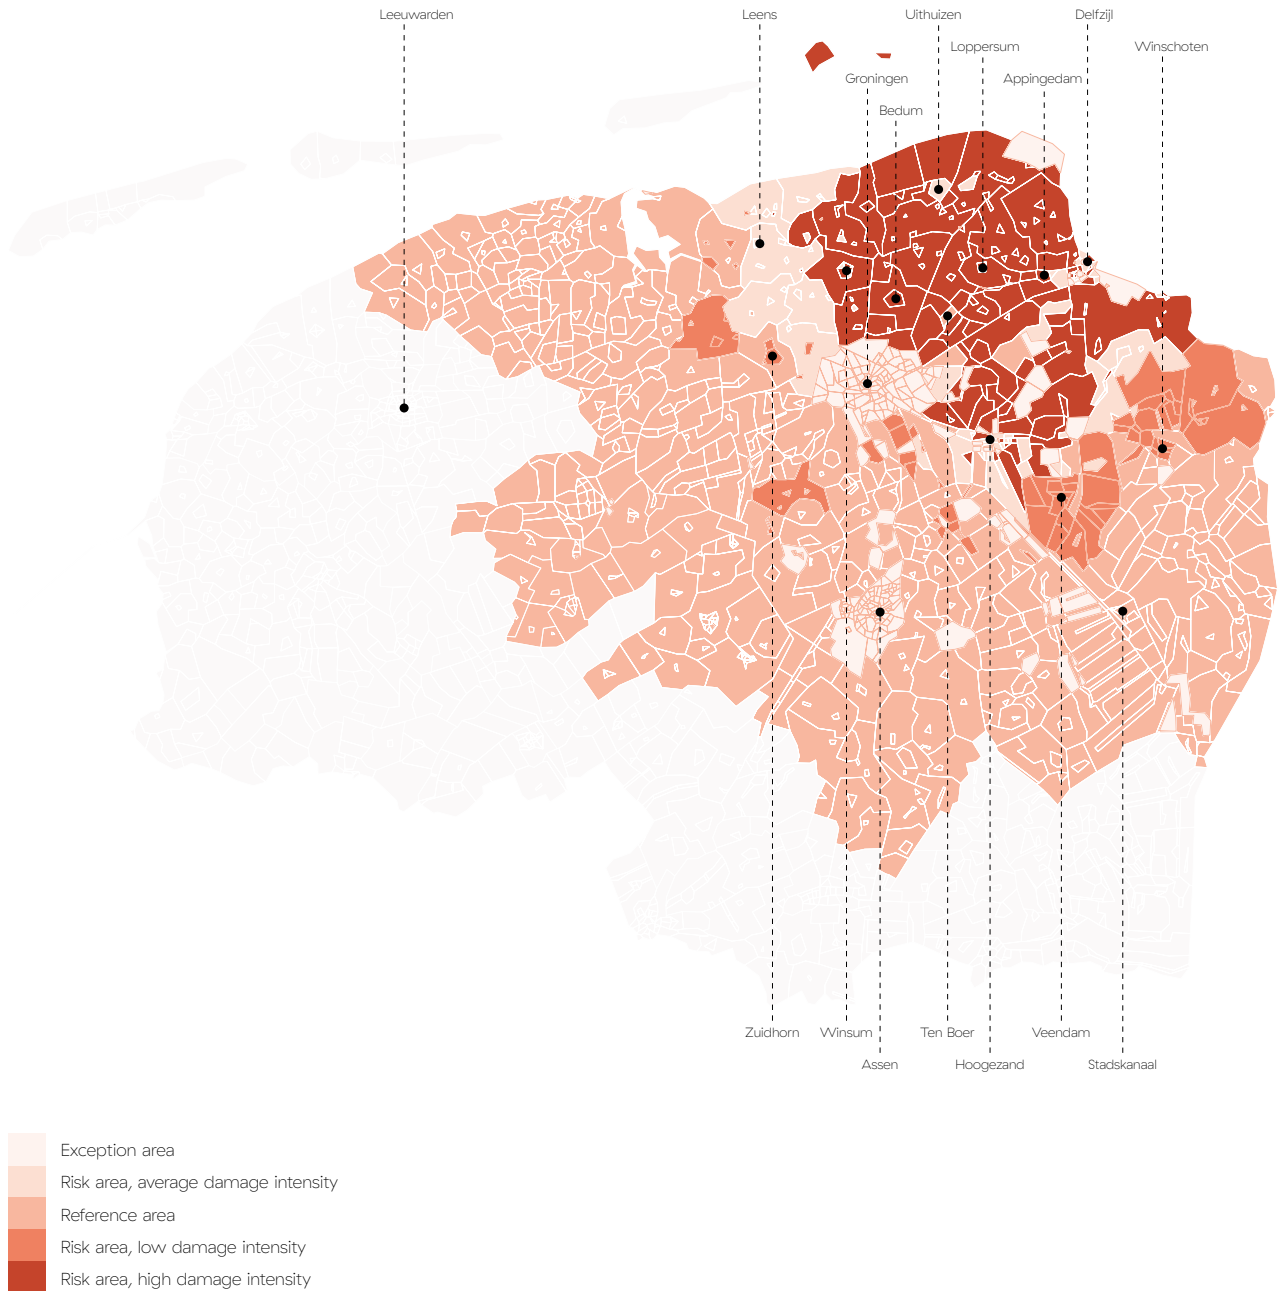 Leeuwarden
Leens
Uithuizen
Delfzijl
Loppersum
Winschoten
Groningen
Appingedam
Bedum
Zuidhorn
Winsum
Ten Boer
Veendam
Assen
Hoogezand
Stadskanaal
Exception area
Risk area, average damage intensity
Reference area
Risk area, low damage intensity
Risk area, high damage intensity